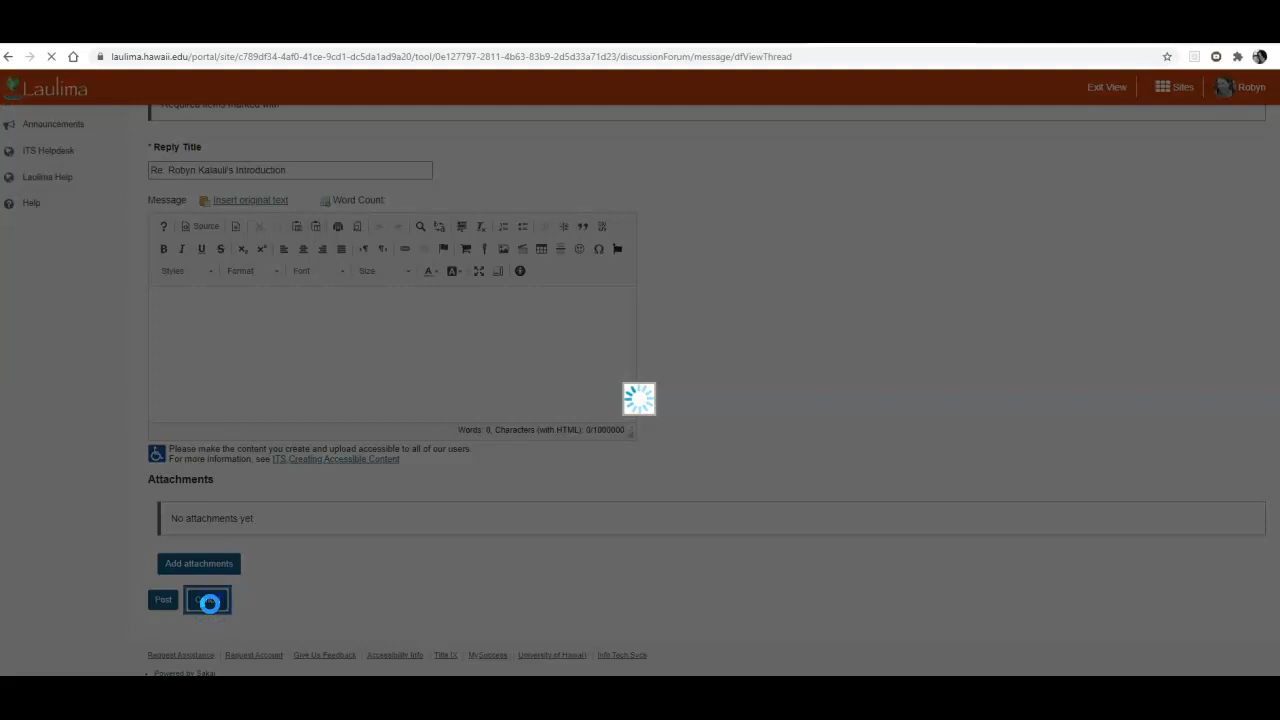 laulima.hawaii.edu/portal/site/c789df34-4af0-41ce-9cd1-dc5da1ad9a20/tool/0e127797-2811-4b63-83b9-2d5d33a71d23/discussionForum/message/dfViewThread
Laulima
Exit View
Sites
Robyn
Required items marked with
Announcements
ITS Helpdesk
Laulima Help
Help
* Reply Title
Re: Robyn Kalauli's Introduction
Message Insert original text Word Count:
Source
Styles Format Font Size
Words: 0, Characters (with HTML): 0/1000000
Please make the content you create and upload accessible to all of our users.
For more information, see ITS Creating Accessible Content
Attachments
No attachments yet
Add attachments
Post
Request Assistance Request Account Give Us Feedback Accessibility Info Title IX MySuccess University of Hawai'i Info Tech Svcs
Powered by Sakai